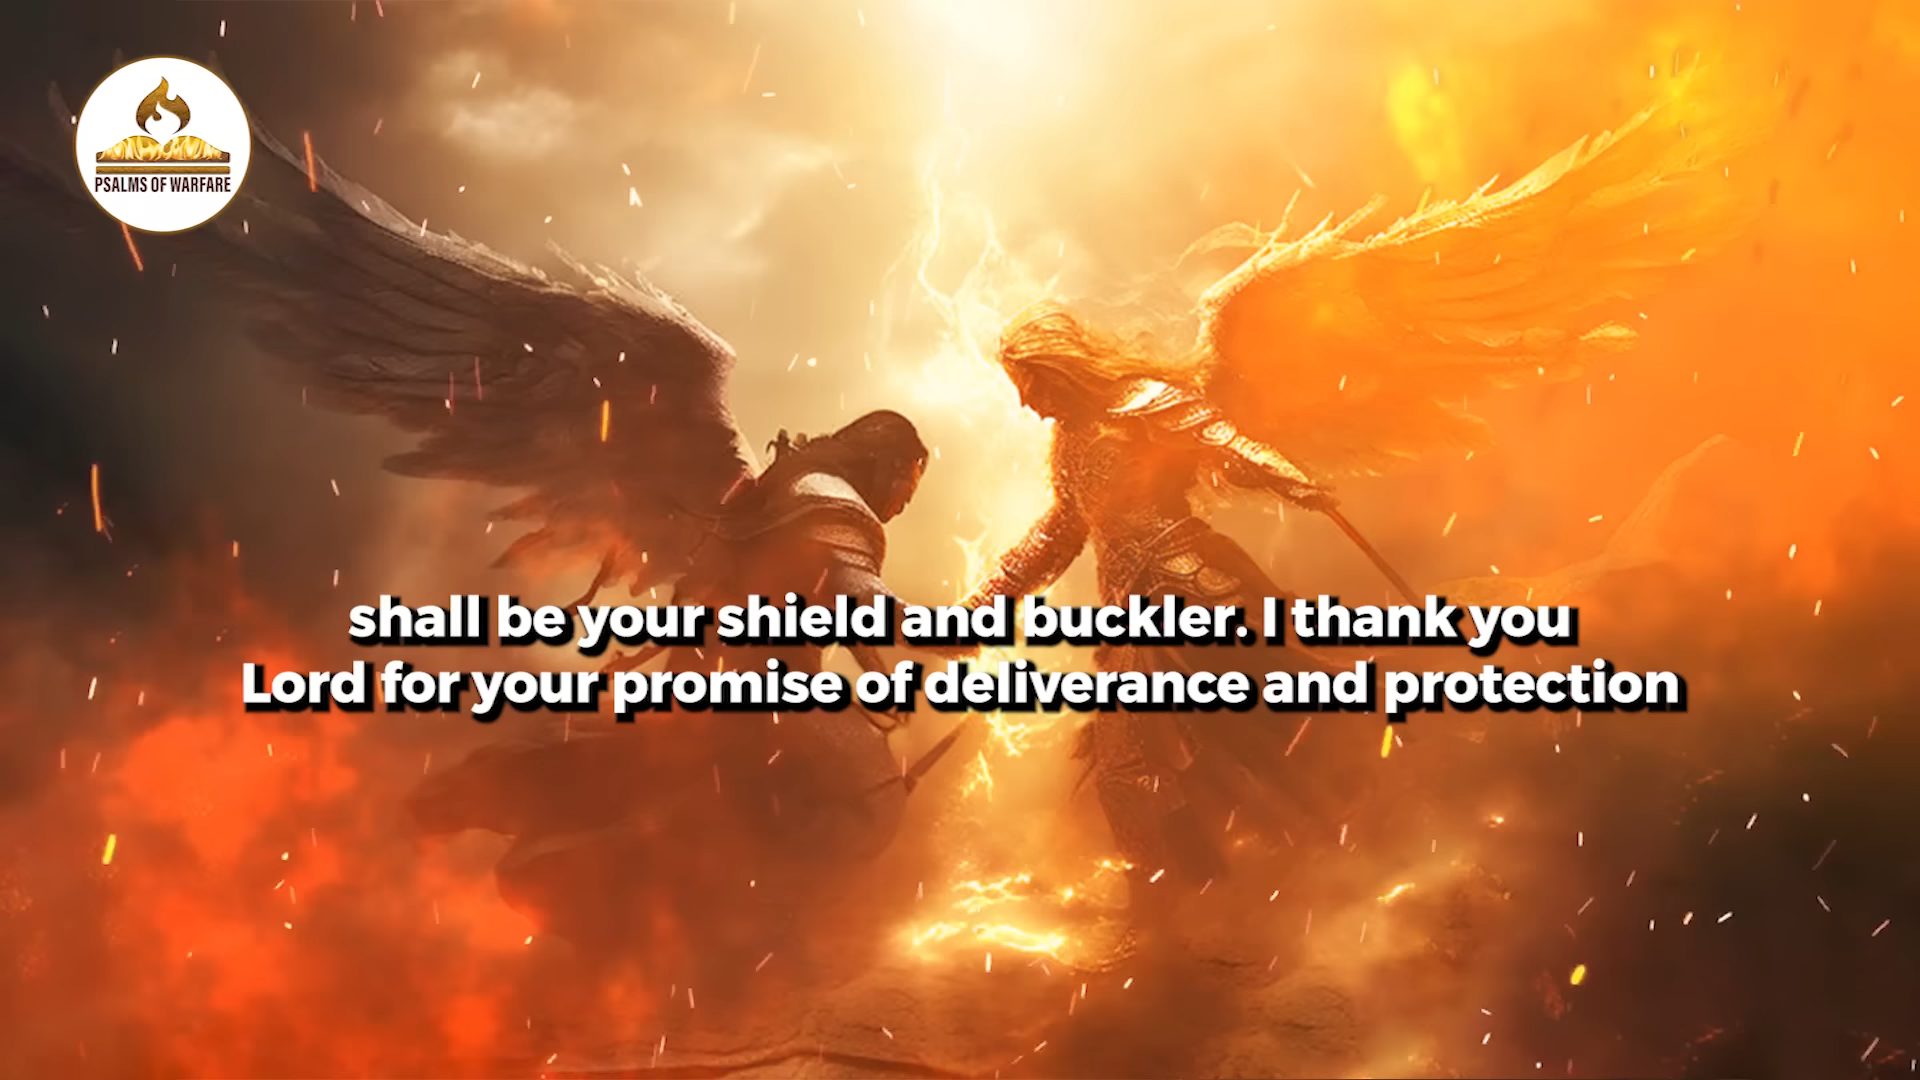 PSALMS OF WARFARE
shall be your shield and buckler. I thank you
Lord for your promise of deliverance and protection